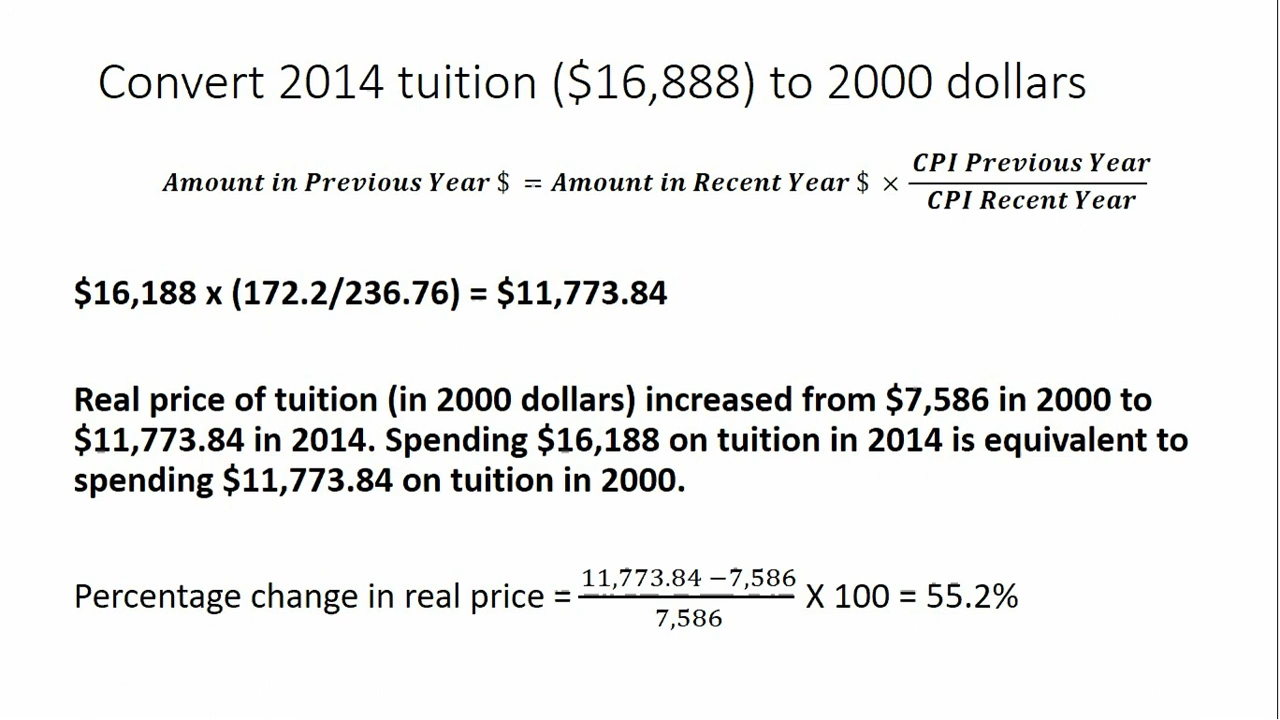 Convert 2014 tuition ($16,888) to 2000 dollars
Amount in Previous Year $ = Amount in Recent Year $ × CPI Previous Year / CPI Recent Year
$16,188 x (172.2/236.76) = $11,773.84
Real price of tuition (in 2000 dollars) increased from $7,586 in 2000 to
$11,773.84 in 2014. Spending $16,188 on tuition in 2014 is equivalent to
spending $11,773.84 on tuition in 2000.
Percentage change in real price = 11,773.84 −7,586 / 7,586 X 100 = 55.2%